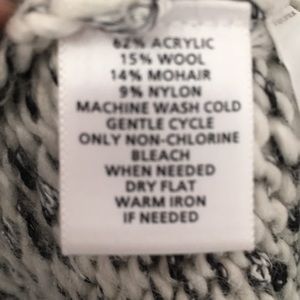 62% ACRYLIC
15% WOOL
14% MOHAIR
9% NYLON
MACHINE WASH COLD
GENTLE CYCLE
ONLY NON-CHLORINE
BLEACH
WHEN NEEDED
DRY FLAT
WARM IRON
IF NEEDED